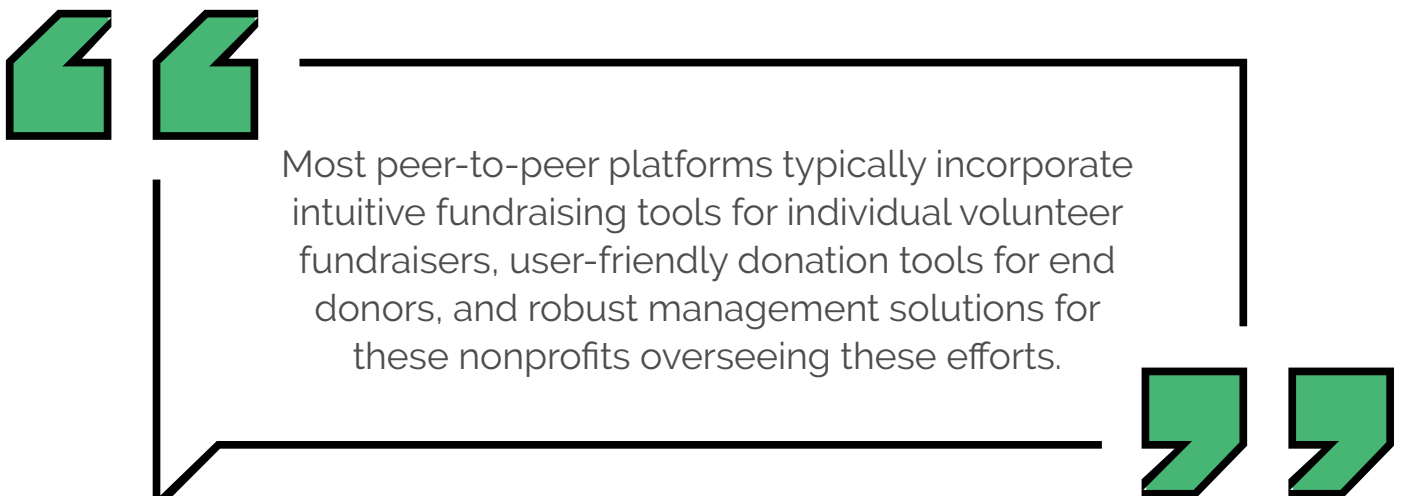 Most peer-to-peer platforms typically incorporate
intuitive fundraising tools for individual volunteer
fundraisers, user-friendly donation tools for end
donors, and robust management solutions for
these nonprofits overseeing these efforts.